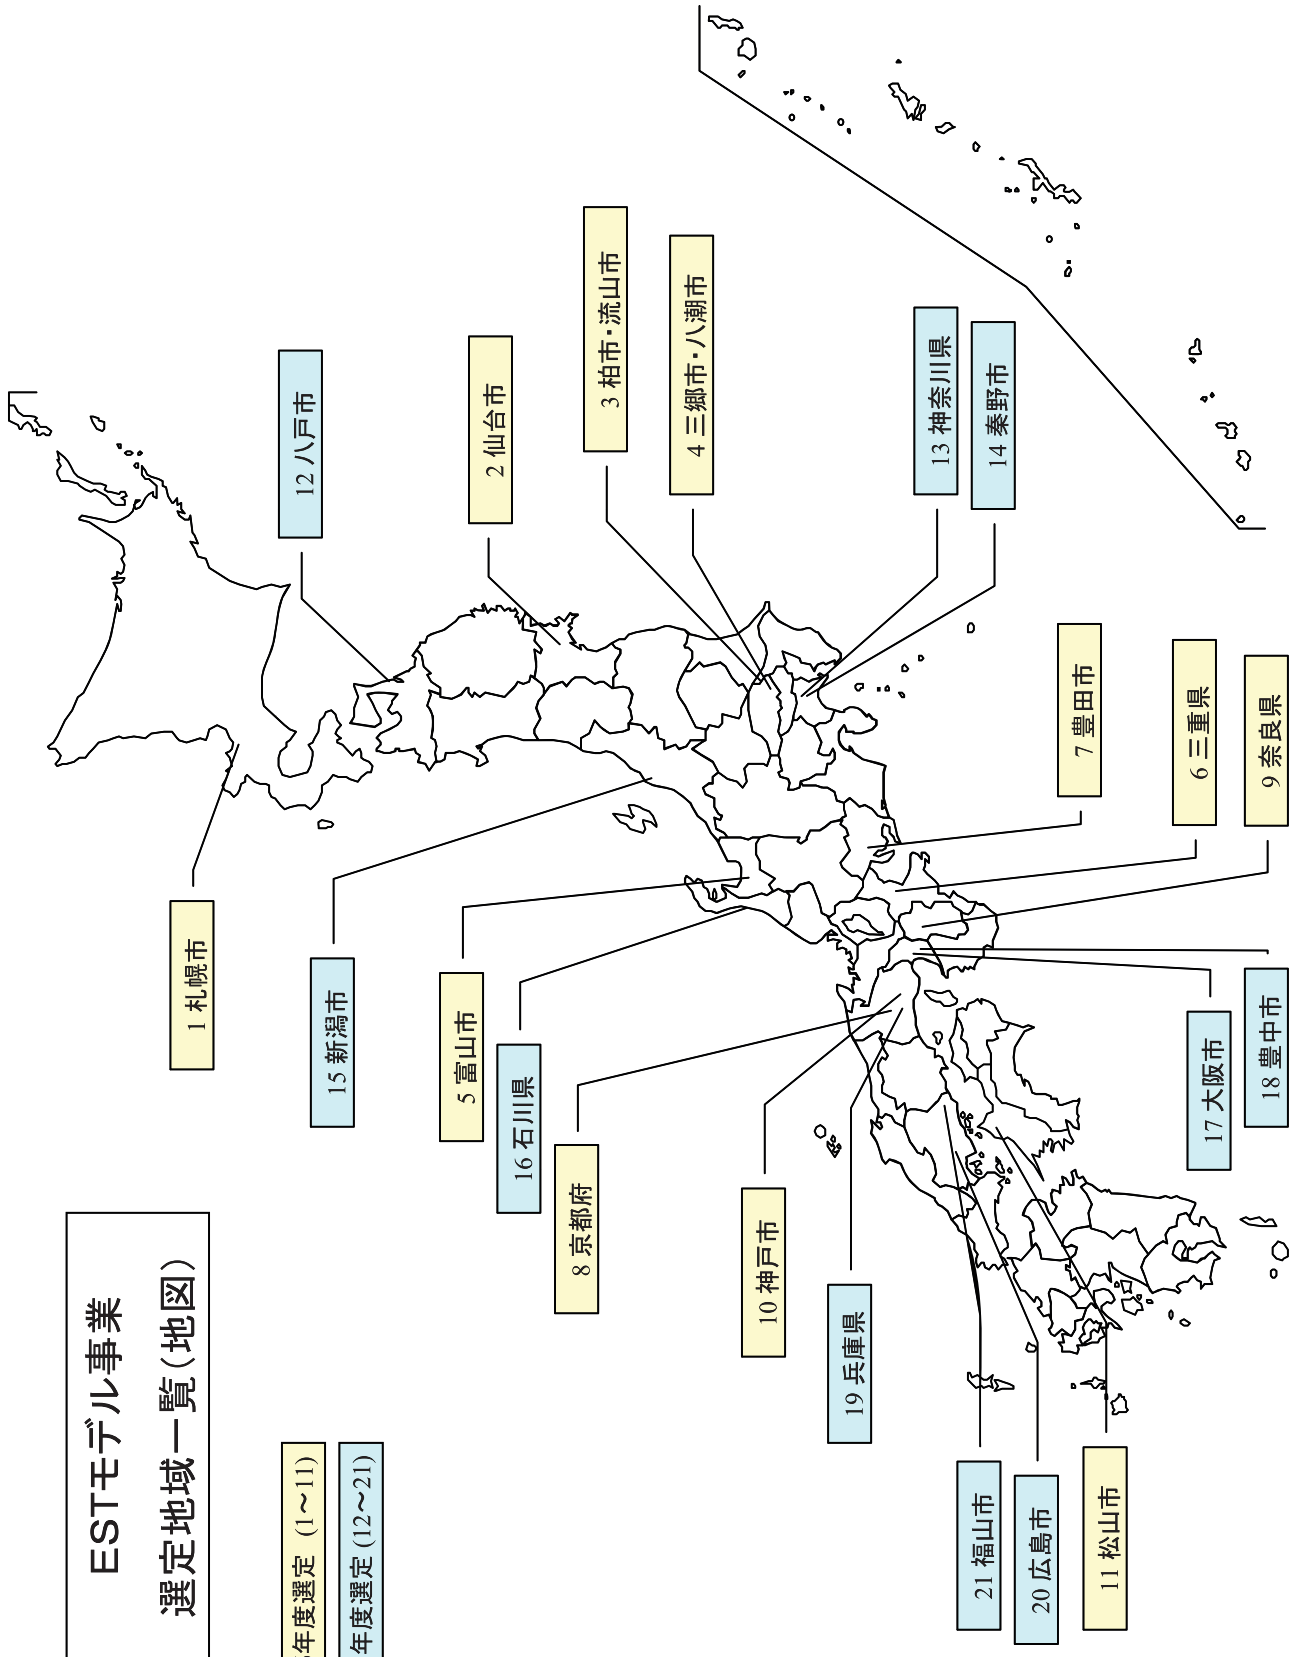 ESTモデル事業
選定地域一覧(地図)
年度選定 (1～11)
年度選定 (12～21)
1 札幌市
15 新潟市
12 八戸市
5 富山市
2 仙台市
16 石川県
8 京都府
3 柏市・流山市
4 三郷市・八潮市
10 神戸市
19 兵庫県
13 神奈川県
14 秦野市
21 福山市
20 広島市
7 豊田市
11 松山市
6 三重県
17 大阪市
9 奈良県
18 豊中市